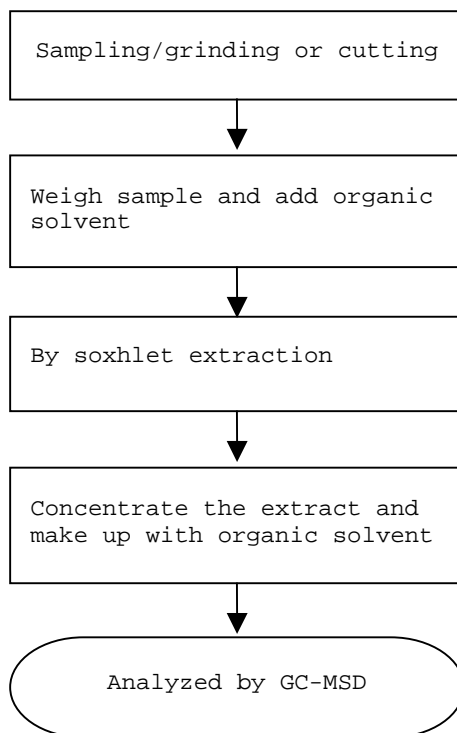 Sampling/grinding or cutting
Weigh sample and add organic
solvent
By soxhlet extraction
Concentrate the extract and
make up with organic solvent
Analyzed by GC-MSD